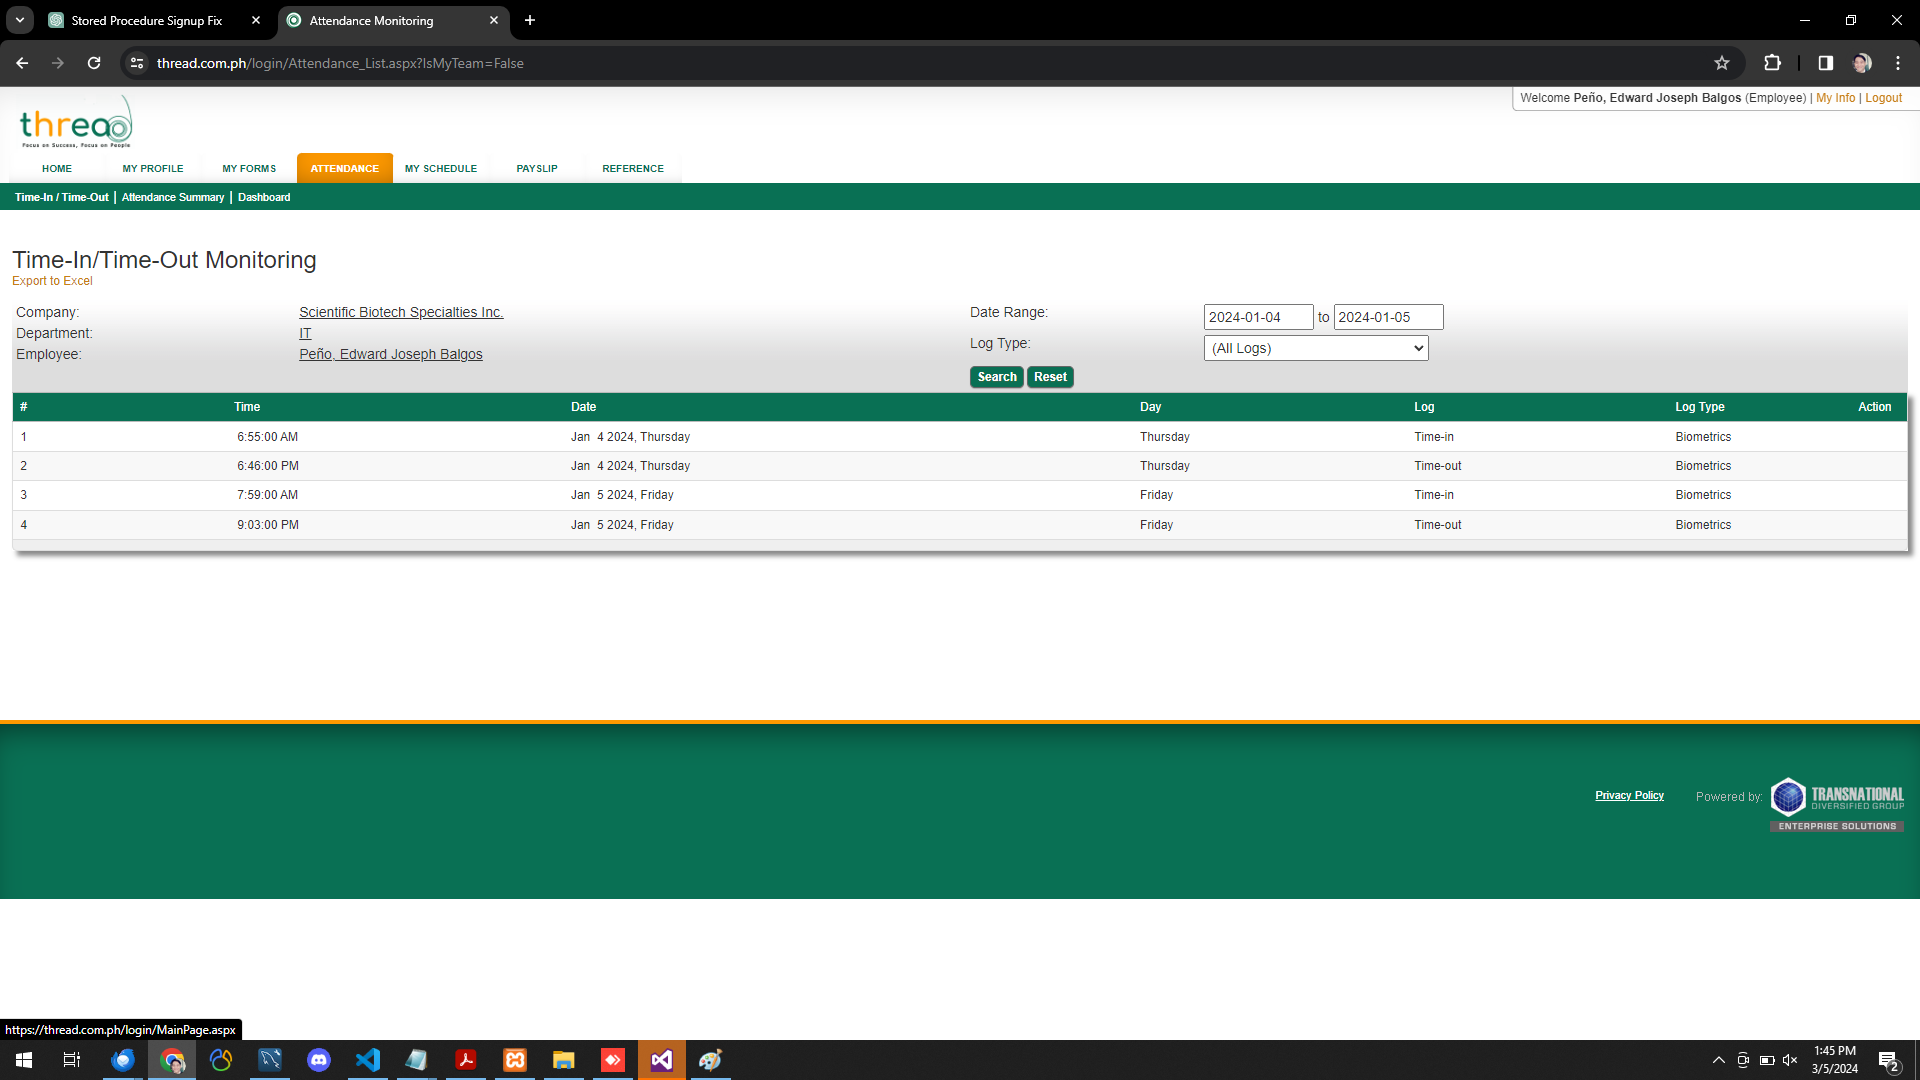 Stored Procedure Signup Fix
Attendance Monitoring
thread.com.ph/login/Attendance_List.aspx?IsMyTeam=False
Welcome Peño, Edward Joseph Balgos (Employee) | My Info | Logout
thread
Focus on Success, Focus on People
HOME MY PROFILE MY FORMS ATTENDANCE MY SCHEDULE PAYSLIP REFERENCE
Time-In / Time-Out | Attendance Summary | Dashboard
Time-In/Time-Out Monitoring
Export to Excel
Company: Scientific Biotech Specialties Inc. Date Range: 2024-01-04 to 2024-01-05
Department: IT
Log Type: (All Logs)
Employee: Peño, Edward Joseph Balgos
Search Reset
# Time Date Day Log Log Type Action
1 6:55:00 AM Jan 4 2024, Thursday Thursday Time-in Biometrics
2 6:46:00 PM Jan 4 2024, Thursday Thursday Time-out Biometrics
3 7:59:00 AM Jan 5 2024, Friday Friday Time-in Biometrics
4 9:03:00 PM Jan 5 2024, Friday Friday Time-out Biometrics
Privacy Policy Powered by: TRANSNATIONAL
DIVERSIFIED GROUP
ENTERPRISE SOLUTIONS
https://thread.com.ph/login/MainPage.aspx
1:45 PM
3/5/2024
2